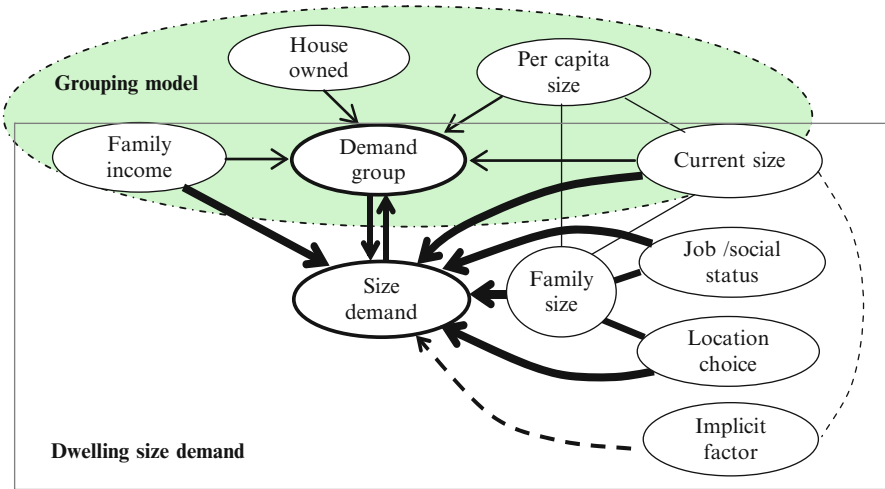 House
owned
Per capita
size
Grouping model
Family
income
Demand
group
Current size
Job /social
status
Family
size
Size
demand
Location
choice
Implicit
factor
Dwelling size demand